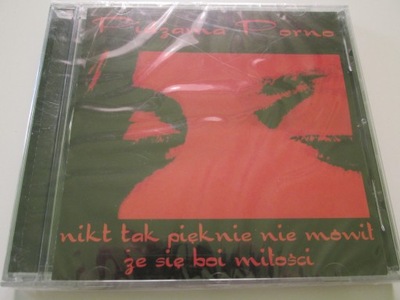 Pidżama Porno
nikt tak pięknie nie mówił
że się boi miłości